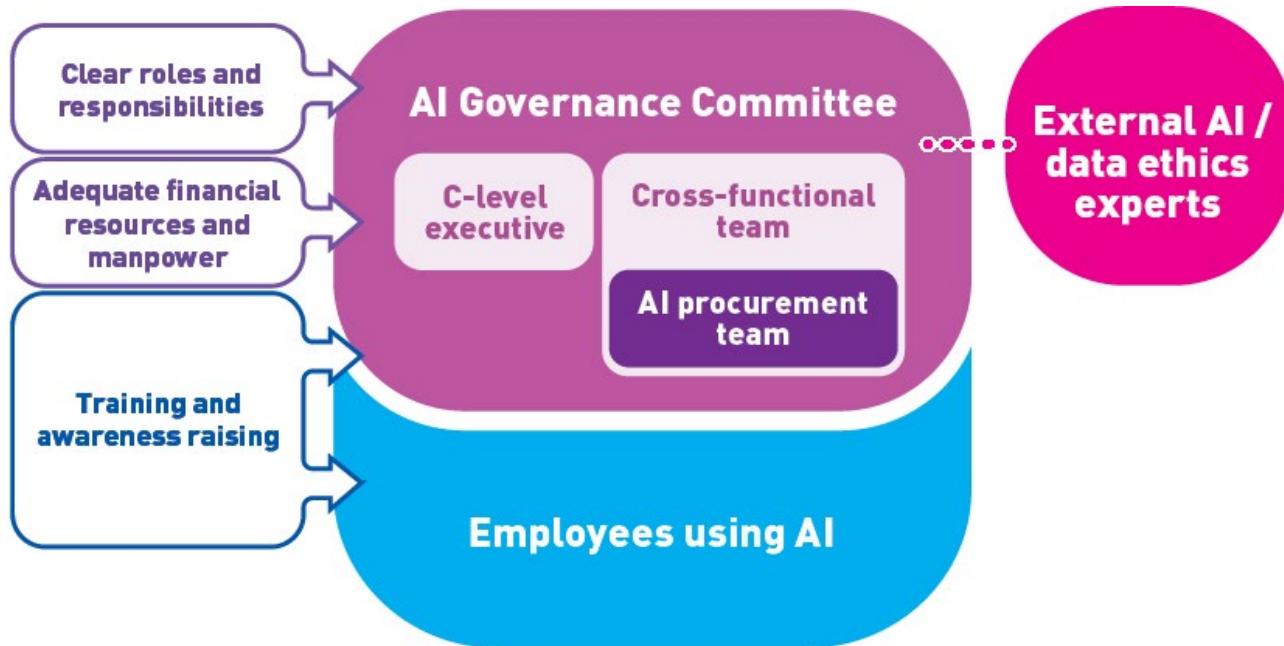 Clear roles and
responsibilities
Adequate financial
resources and
manpower
Training and
awareness raising
AI Governance Committee
C-level
executive
Cross-functional
team
AI procurement
team
Employees using AI
External AI /
data ethics
experts